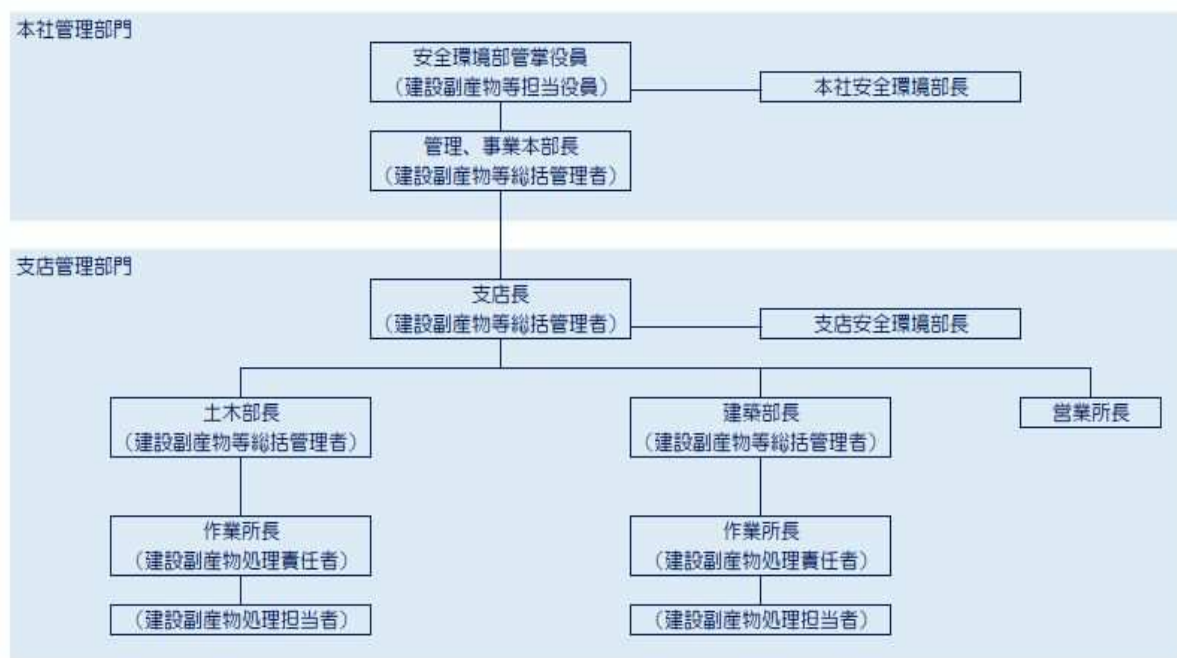 本社管理部門
安全環境部管掌役員
（建設副産物等担当役員）
本社安全環境部長
管理、事業本部長
（建設副産物等総括管理者）
支店管理部門
支店長
（建設副産物等総括管理者）
支店安全環境部長
土木部長
（建設副産物等総括管理者）
建築部長
（建設副産物等総括管理者）
営業所長
作業所長
（建設副産物処理責任者）
作業所長
（建設副産物処理責任者）
（建設副産物処理担当者）
（建設副産物処理担当者）